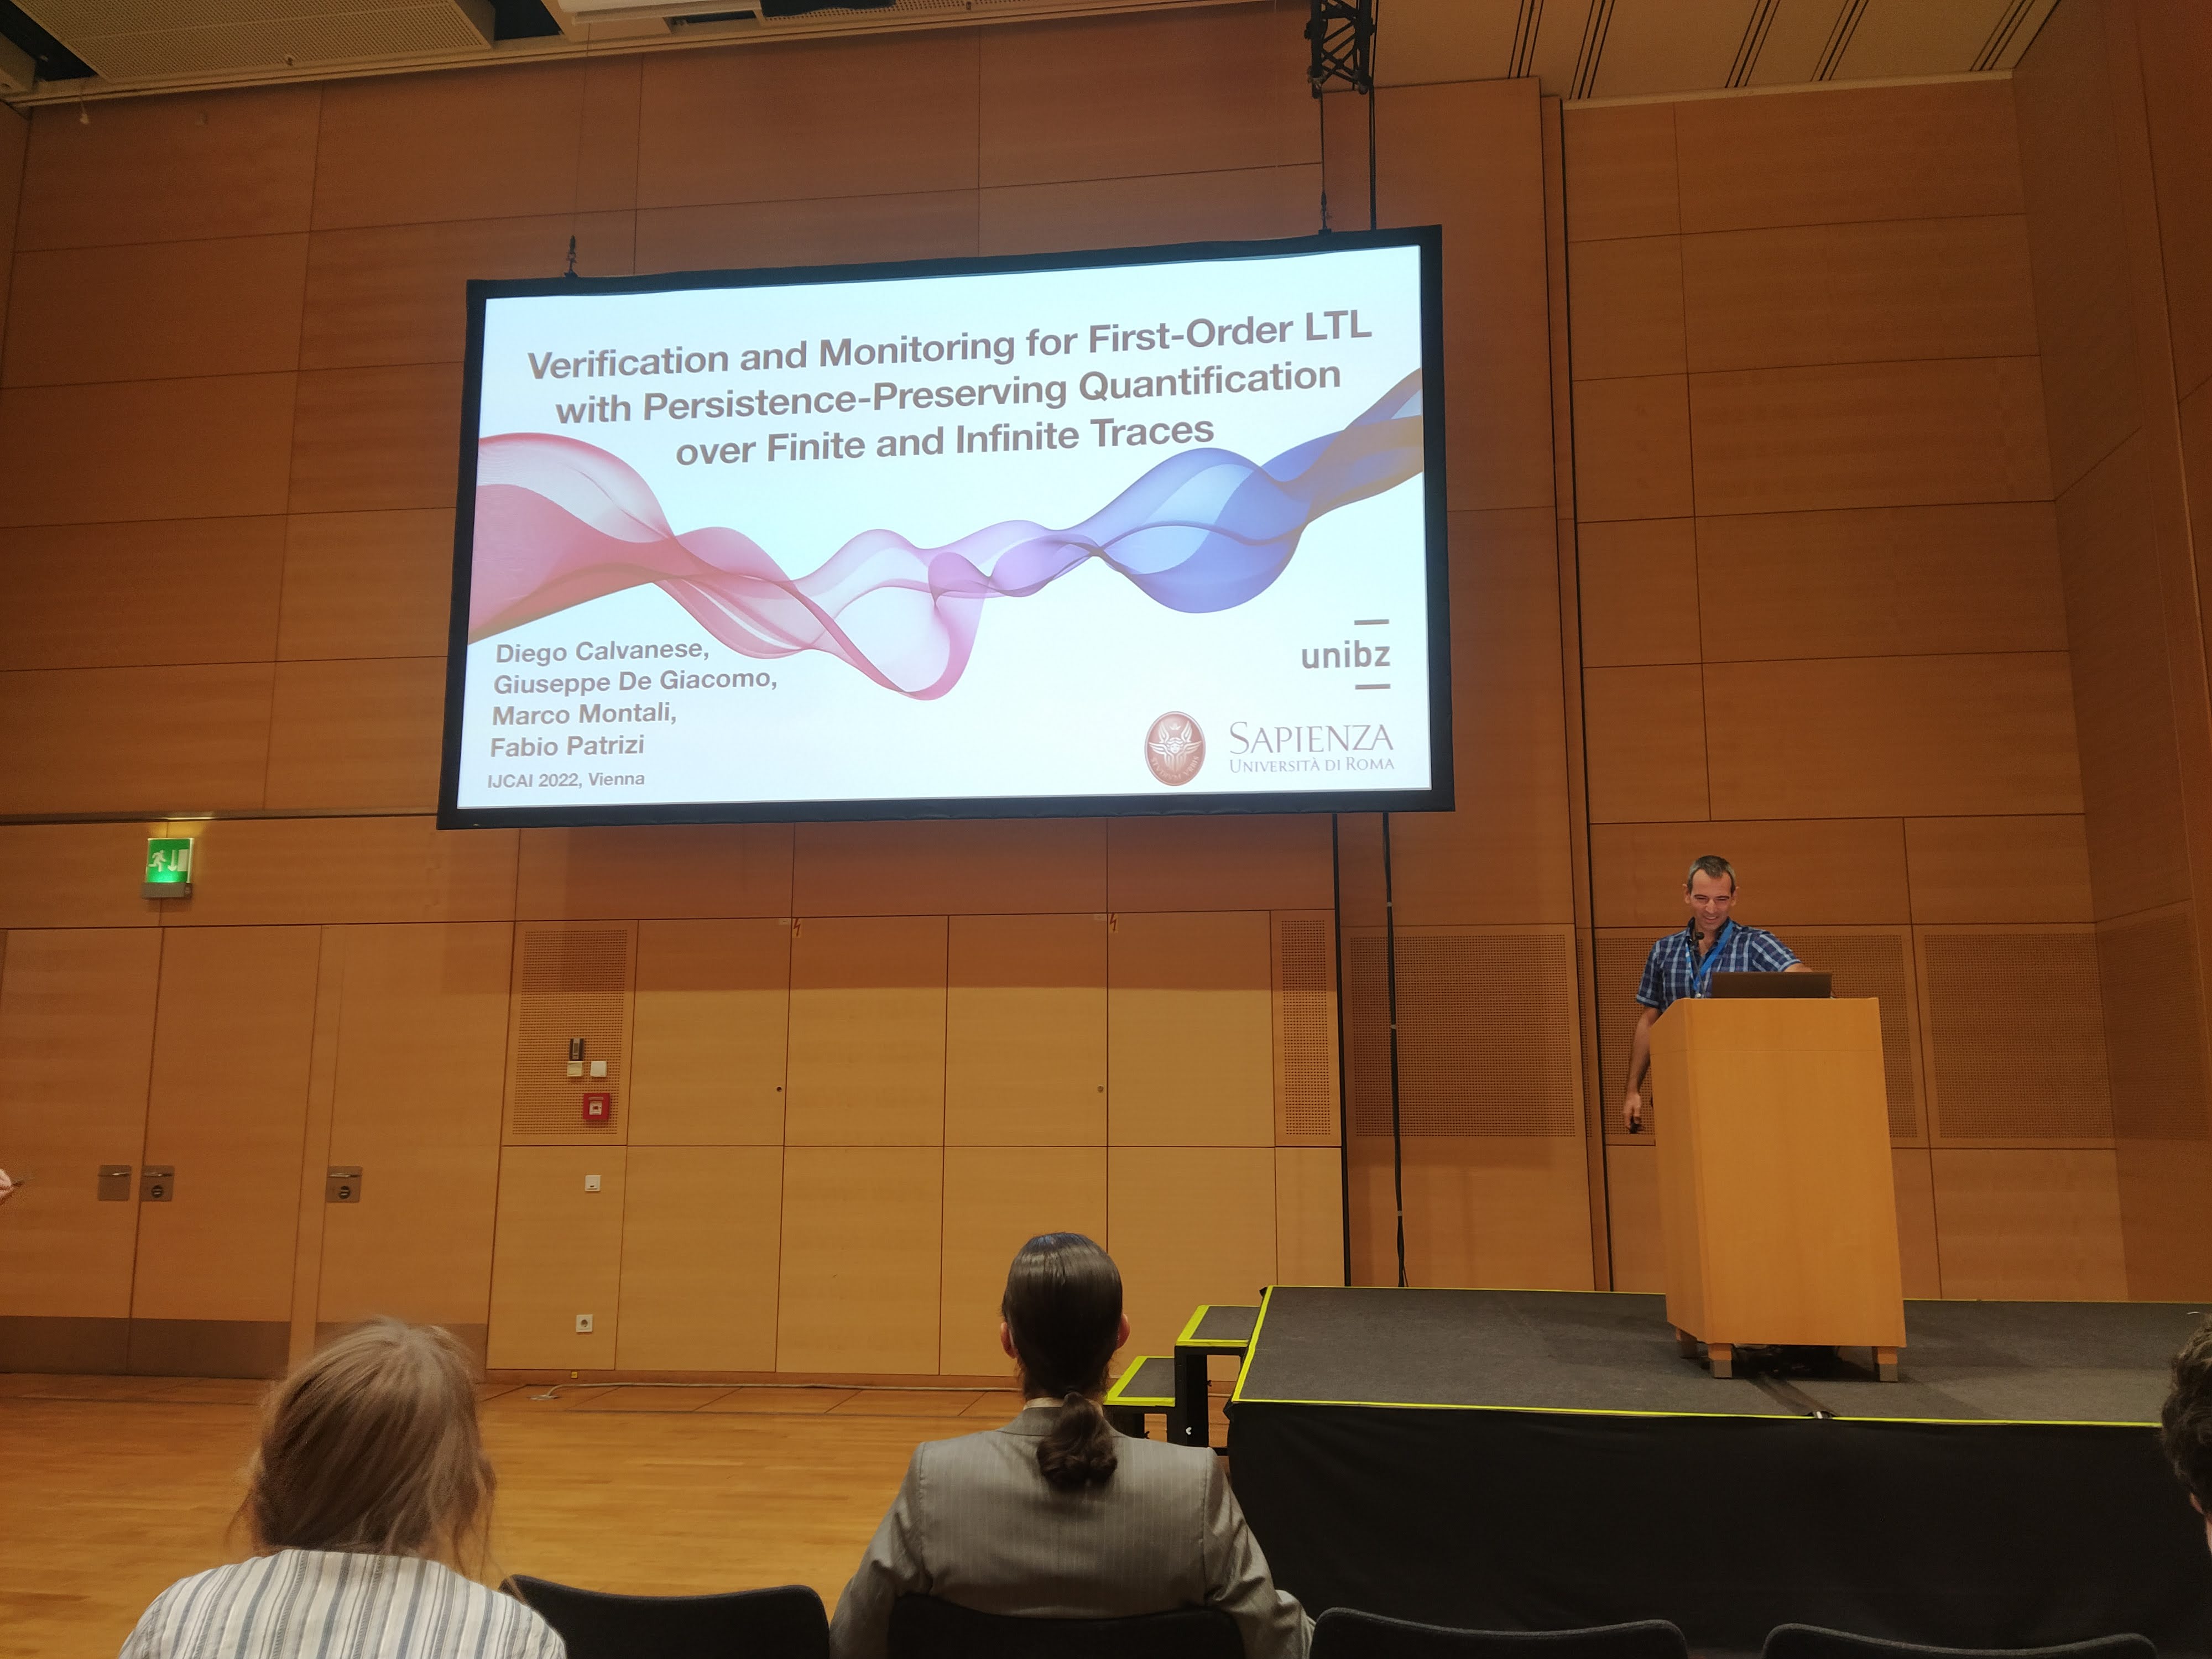 Verification and Monitoring for First-Order LTL
with Persistence-Preserving Quantification
over Finite and Infinite Traces
Diego Calvanese,
Giuseppe De Giacomo,
Marco Montali,
Fabio Patrizi
IJCAI 2022, Vienna
unibz
SAPIENZA
UNIVERSITÀ DI ROMA